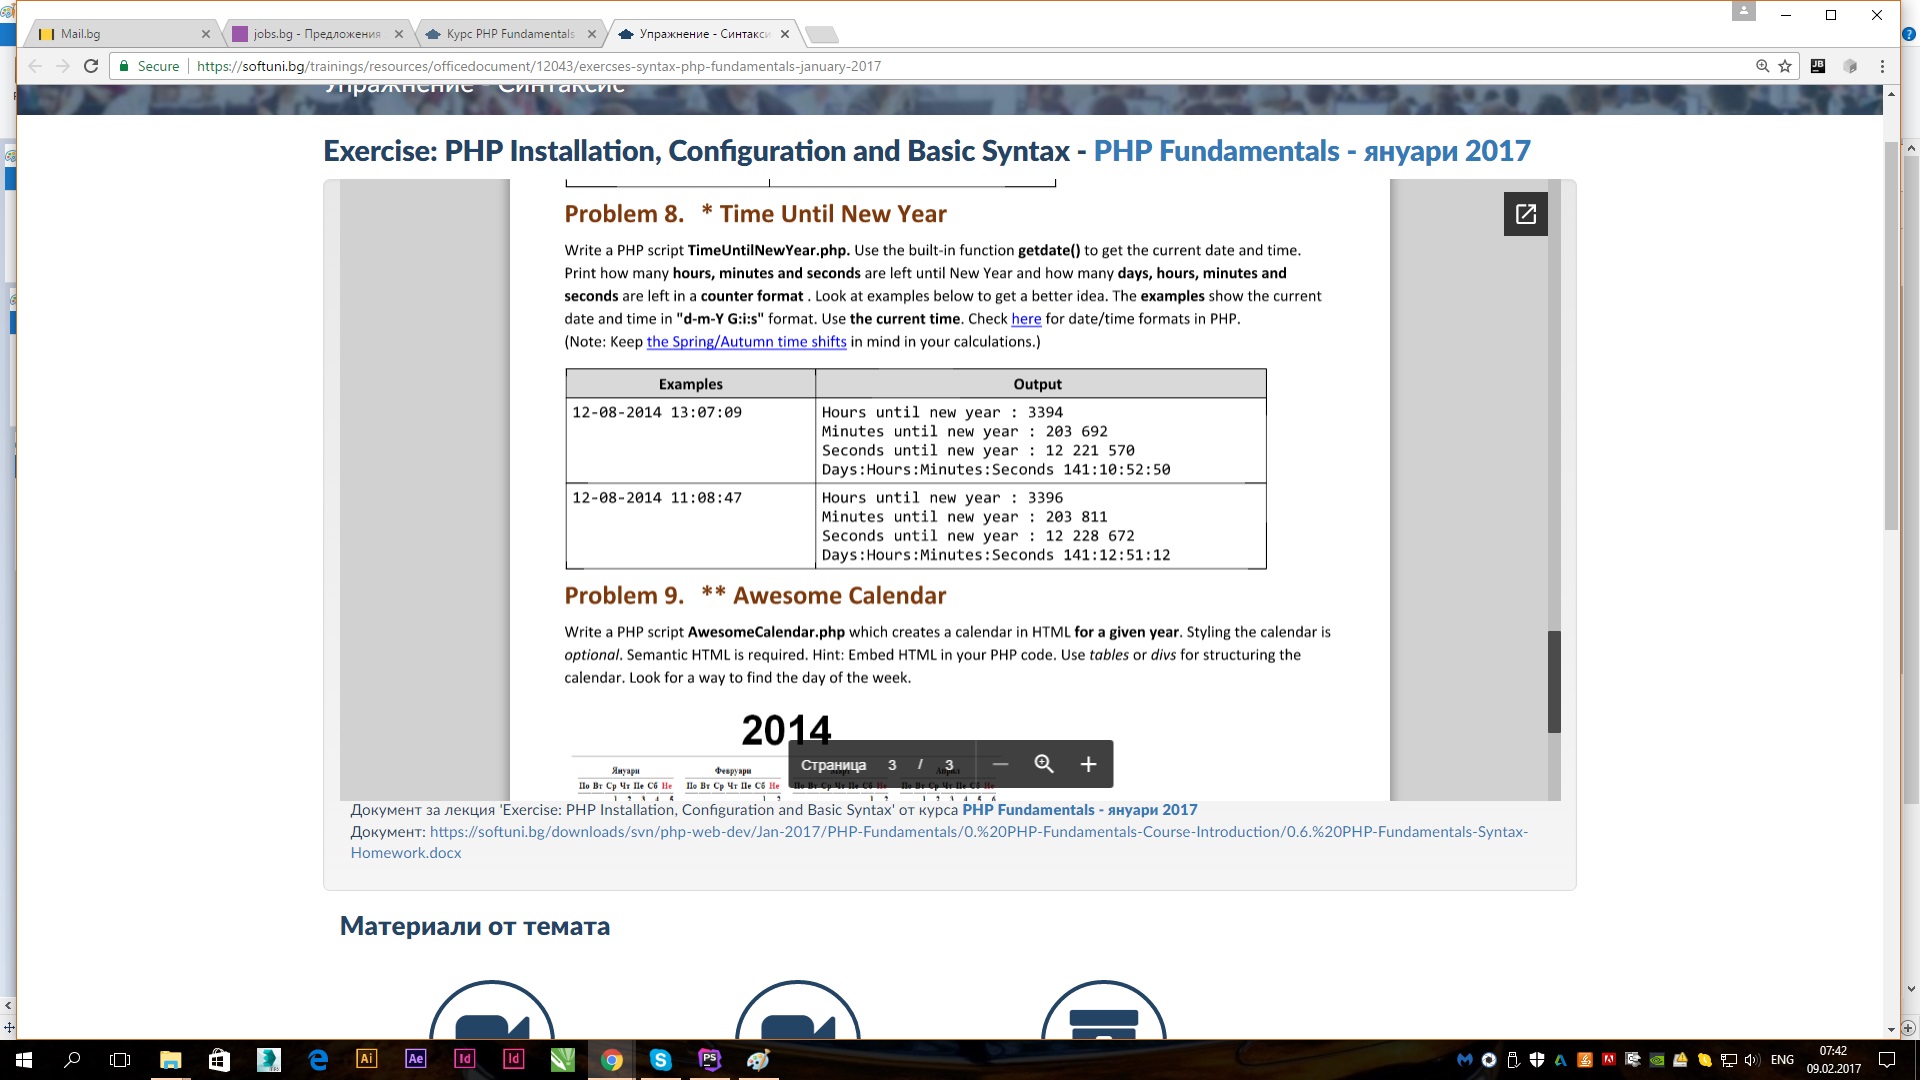 Mail.bg
jobs.bg - Предложения
Курс PHP Fundamentals
Упражнение - Синтакси
Secure
https://softuni.bg/trainings/resources/officedocument/12043/exercses-syntax-php-fundamentals-january-2017
Упражнение - Синтаксис
Exercise: PHP Installation, Configuration and Basic Syntax - PHP Fundamentals - януари 2017
Problem 8. * Time Until New Year
Write a PHP script TimeUntilNewYear.php. Use the built-in function getdate() to get the current date and time.
Print how many hours, minutes and seconds are left until New Year and how many days, hours, minutes and
seconds are left in a counter format . Look at examples below to get a better idea. The examples show the current
date and time in "d-m-Y G:i:s" format. Use the current time. Check here for date/time formats in PHP.
(Note: Keep the Spring/Autumn time shifts in mind in your calculations.)
Examples
Output
12-08-2014 13:07:09
Hours until new year : 3394
Minutes until new year : 203 692
Seconds until new year : 12 221 570
Days:Hours:Minutes:Seconds 141:10:52:50
12-08-2014 11:08:47
Hours until new year : 3396
Minutes until new year : 203 811
Seconds until new year : 12 228 672
Days:Hours:Minutes:Seconds 141:12:51:12
Problem 9. ** Awesome Calendar
Write a PHP script AwesomeCalendar.php which creates a calendar in HTML for a given year. Styling the calendar is
optional. Semantic HTML is required. Hint: Embed HTML in your PHP code. Use tables or divs for structuring the
calendar. Look for a way to find the day of the week.
2014
Януари
Февруари
По Вт Ср Чт Пе Сб Не
По Вт Ср Чт Пе Сб Не
Страница 3 / 3
Документ за лекция 'Exercise: PHP Installation, Configuration and Basic Syntax' от курса PHP Fundamentals - януари 2017
Документ: https://softuni.bg/downloads/svn/php-web-dev/Jan-2017/PHP-Fundamentals/0.%20PHP-Fundamentals-Course-Introduction/0.6.%20PHP-Fundamentals-Syntax-
Homework.docx
Материали от темата
Ai
Ae
Id
Id
PS
ENG
07:42
09.02.2017